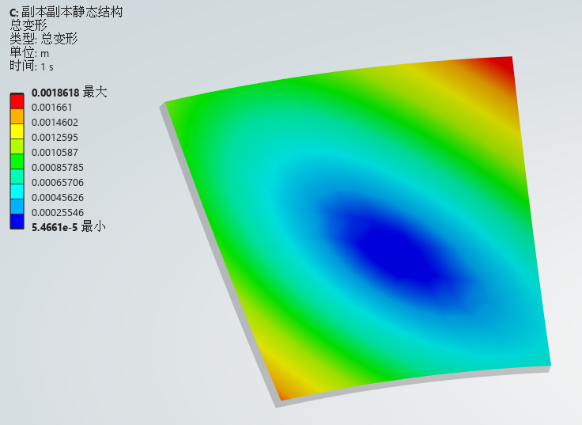 C: 副本副本静态结构
总变形
类型: 总变形
单位: m
时间: 1 s
0.0018618 最大
0.001661
0.0014602
0.0012595
0.0010587
0.00085785
0.00065706
0.00045626
0.00025546
5.4661e-5 最小